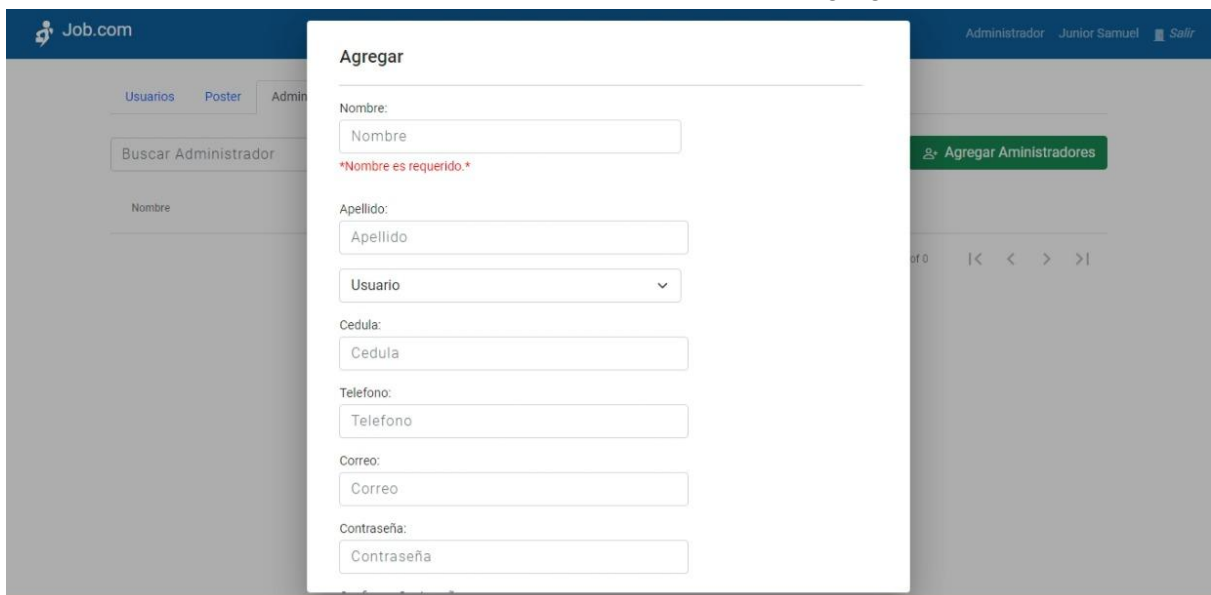 Job.com
Administrador Junior Samuel Salir
Usuarios Poster Admin
Buscar Administrador
Agregar Aministradores
Nombre
of 0
Agregar
Nombre:
Nombre
*Nombre es requerido.*
Apellido:
Apellido
Usuario
Cedula:
Cedula
Telefono:
Telefono
Correo:
Correo
Contraseña:
Contraseña